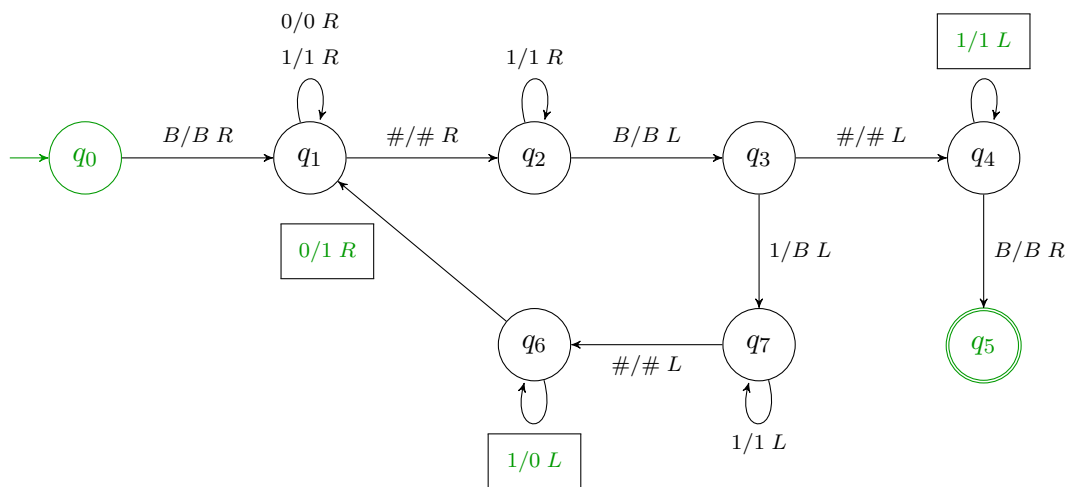 0/0 R
1/1 R
1/1 R
1/1 L
B/B R
#/# R
B/B L
#/# L
q0
q1
q2
q3
q4
0/1 R
1/B L
B/B R
q6
#/# L
q7
q5
1/0 L
1/1 L